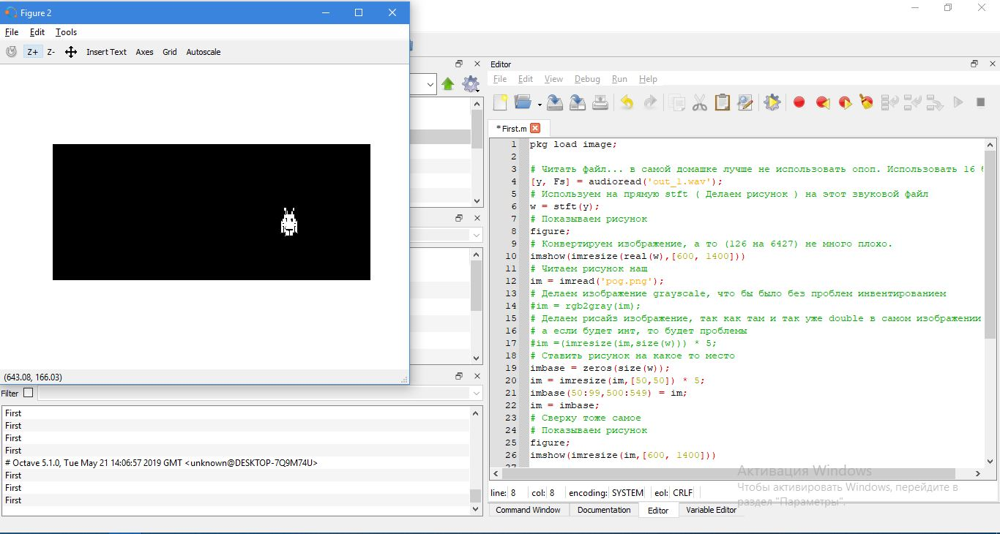 Figure 2
File Edit Tools
Z+ Z- Insert Text Axes Grid Autoscale
(643.08, 166.03)
Filter
First
First
First
First
# Octave 5.1.0, Tue May 21 14:06:57 2019 GMT <unknown@DESKTOP-7Q9M74U>
First
First
First
Editor
File Edit View Debug Run Help
* First.m
1 pkg load image;
2
3 # Читать файл... в самой домашке лучше не использовать опоп. Использовать 16
4 [y, Fs] = audioread('out_1.wav');
5 # Используем на прямую stft ( Делаем рисунок ) на этот звуковой файл
6 w = stft(y);
7 # Показываем рисунок
8 figure;
9 # Конвертируем изображение, а то (126 на 6427) не много плохо.
10 imshow(imresize(real(w),[600, 1400]))
11 # Читаем рисунок наш
12 im = imread('pog.png');
13 # Делаем изображение grayscale, что бы было без проблем инвентированием
14 #im = rgb2gray(im);
15 # Делаем рисайз изображение, так как там и так уже double в самом изображении
16 # а если будет инт, то будет проблемы
17 #im =(imresize(im,size(w))) * 5;
18 # Ставить рисунок на какое то место
19 imbase = zeros(size(w));
20 im = imresize(im,[50,50]) * 5;
21 imbase(50:99,500:549) = im;
22 im = imbase;
23 # Сверху тоже самое
24 # Показываем рисунок
25 figure;
26 imshow(imresize(im,[600, 1400]))
27
Активация Windows
Чтобы активировать Windows, перейдите в
раздел "Параметры".
line: 8 col: 8 encoding: SYSTEM eol: CRLF
Command Window Documentation Editor Variable Editor